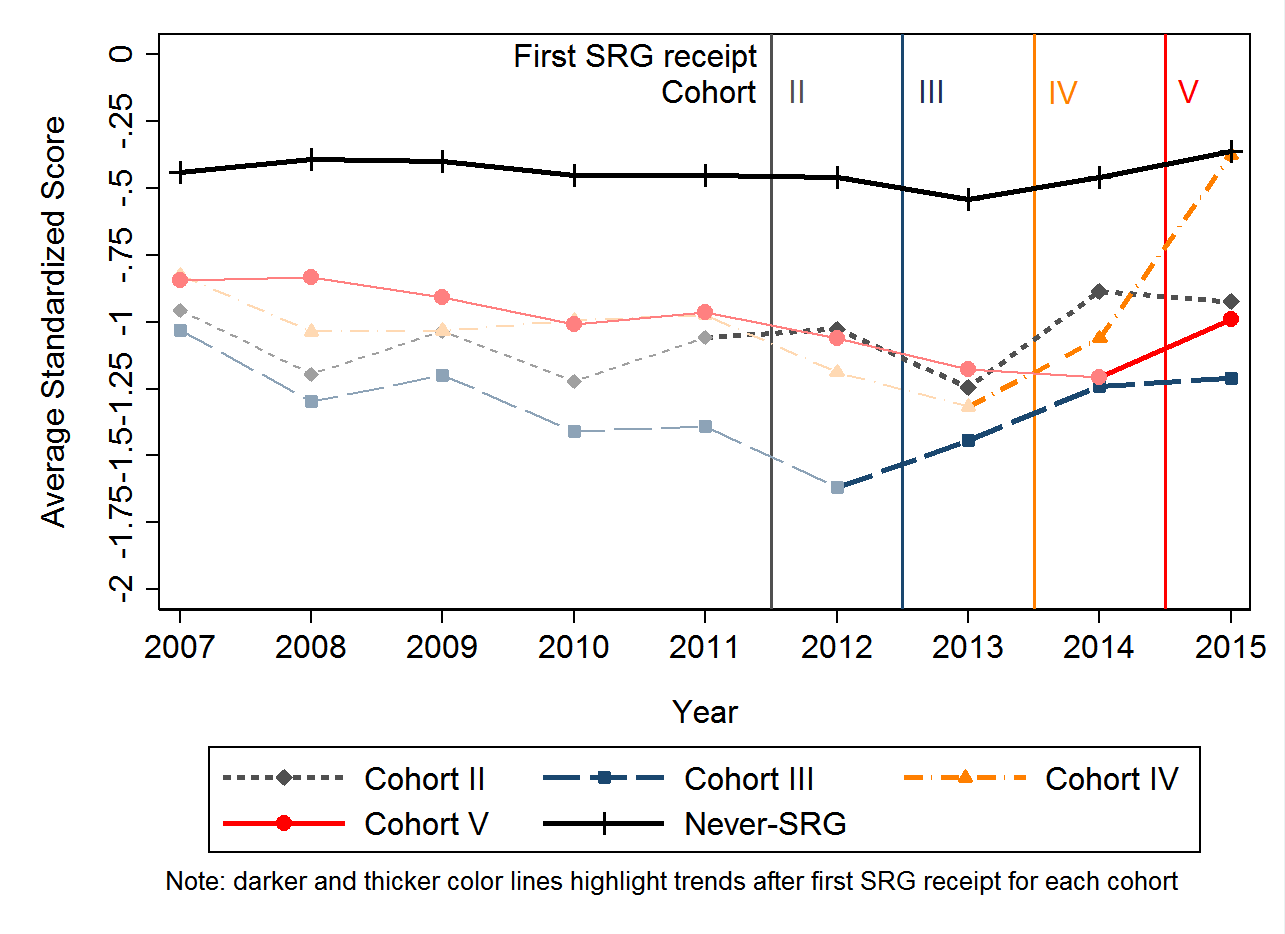 First SRG receipt
Cohort
II
III
IV
V
Average Standardized Score
0
-.25
-.5
-.75
-1
-1.25
-1.5
-1.75
-2
2007 2008 2009 2010 2011 2012 2013 2014 2015
Year
Cohort II Cohort III Cohort IV
Cohort V Never-SRG
Note: darker and thicker color lines highlight trends after first SRG receipt for each cohort